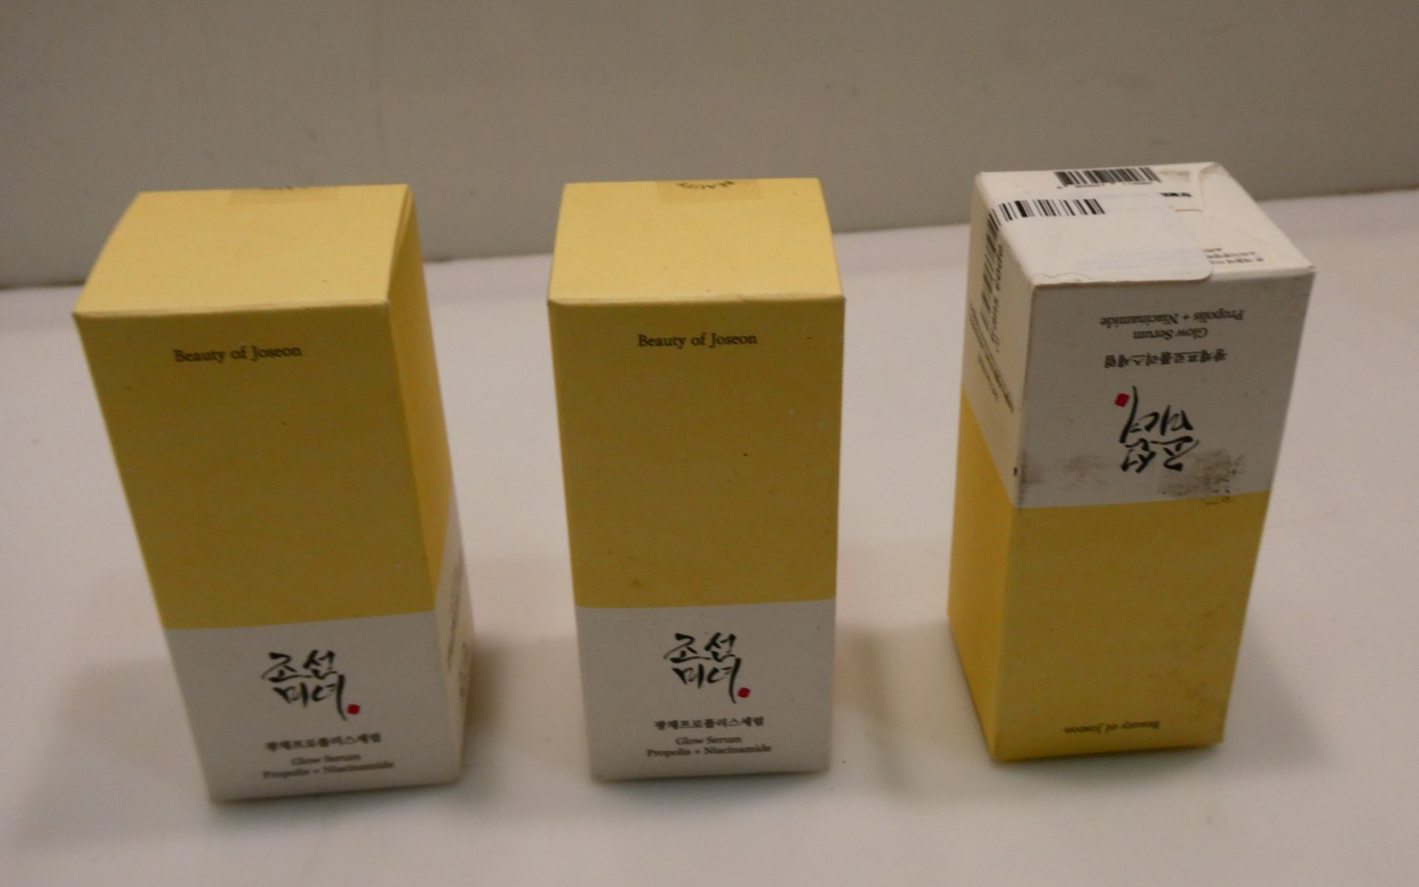 Beauty of Joseon
조선
미녀
광채프로폴리스세럼
Glow Serum
Propolis + Niacinamide
BEAUTY
Beauty of Joseon
조선
미녀
광채프로폴리스세럼
Glow Serum
Propolis + Niacinamide
Propolis + Niacinamide
Glow Serum
광채프로폴리스세럼
조선
미녀
Beauty of Joseon